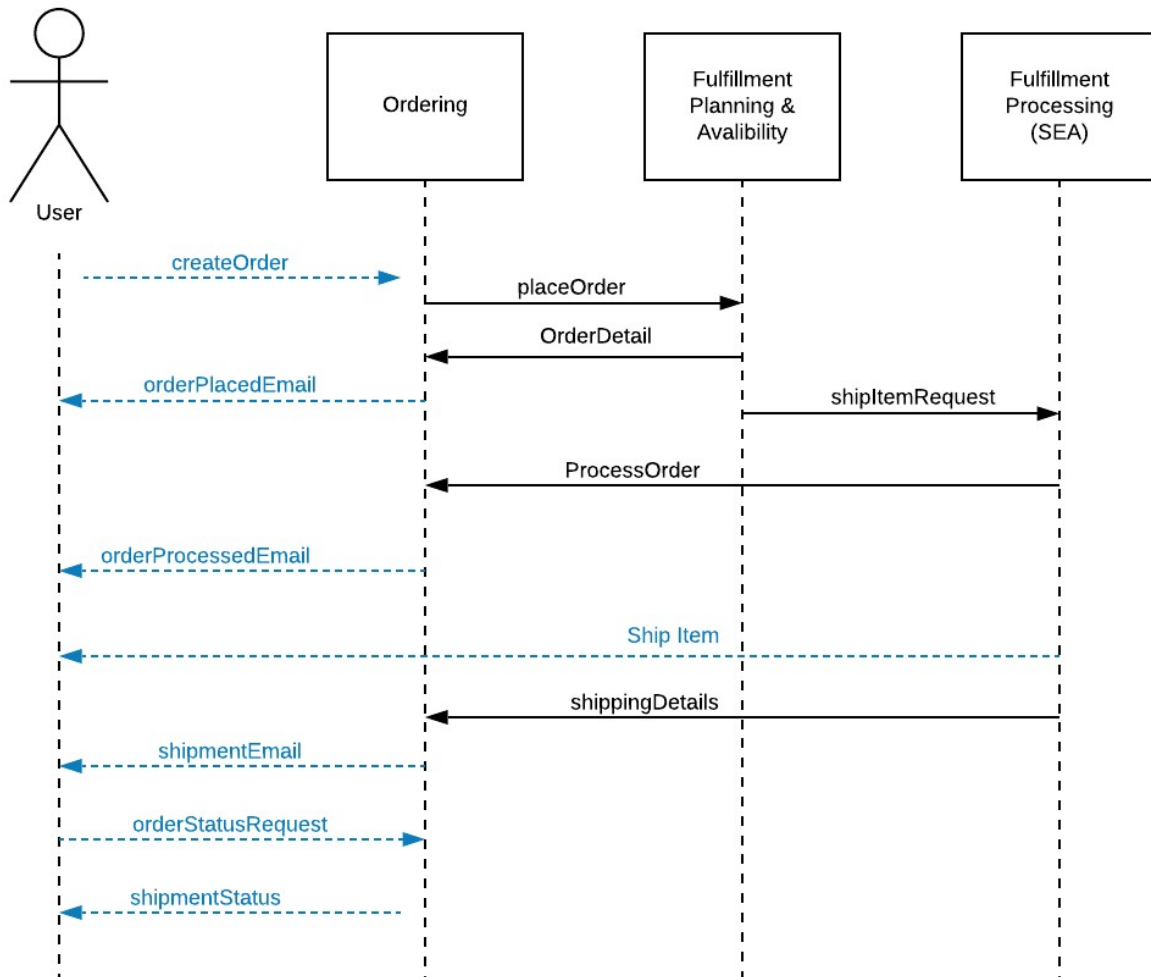 Ordering
Fulfillment
Planning &
Avalibility
Fulfillment
Processing
(SEA)
User
createOrder
placeOrder
OrderDetail
orderPlacedEmail
shipItemRequest
ProcessOrder
orderProcessedEmail
Ship Item
shippingDetails
shipmentEmail
orderStatusRequest
shipmentStatus